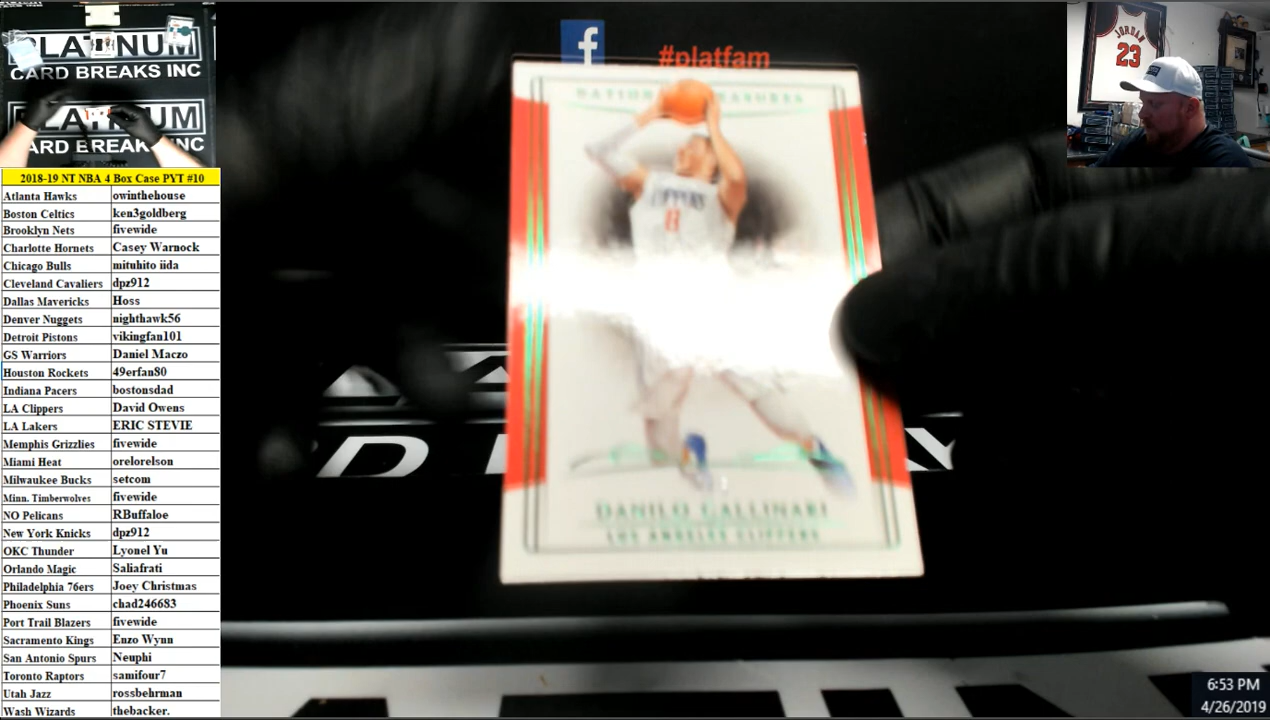 PLATINUM
CARD BREAKS INC
PLATINUM
CARD BREAK INC
2018-19 NT NBA 4 Box Case PYT #10
Atlanta Hawks owinthehouse
Boston Celtics ken3goldberg
Brooklyn Nets fivewide
Charlotte Hornets Casey Warnock
Chicago Bulls mituhito iida
Cleveland Cavaliers dpz912
Dallas Mavericks Hoss
Denver Nuggets nighthawk56
Detroit Pistons vikingfan101
GS Warriors Daniel Maczo
Houston Rockets 49erfan80
Indiana Pacers bostonsdad
LA Clippers David Owens
LA Lakers ERIC STEVIE
Memphis Grizzlies fivewide
Miami Heat orelorelson
Milwaukee Bucks setcom
Minn. Timberwolves fivewide
NO Pelicans RBuffaloe
New York Knicks dpz912
OKC Thunder Lyonel Yu
Orlando Magic Saliafrati
Philadelphia 76ers Joey Christmas
Phoenix Suns chad246683
Port Trail Blazers fivewide
Sacramento Kings Enzo Wynn
San Antonio Spurs Neuphi
Toronto Raptors samifour7
Utah Jazz rossbehrman
Wash Wizards thebacker.
f
#platfam
CLIPPERS
8
DANILO GALLINARI
LOS ANGELES CLIPPERS
D
JORDAN
23
6:53 PM
4/26/2019